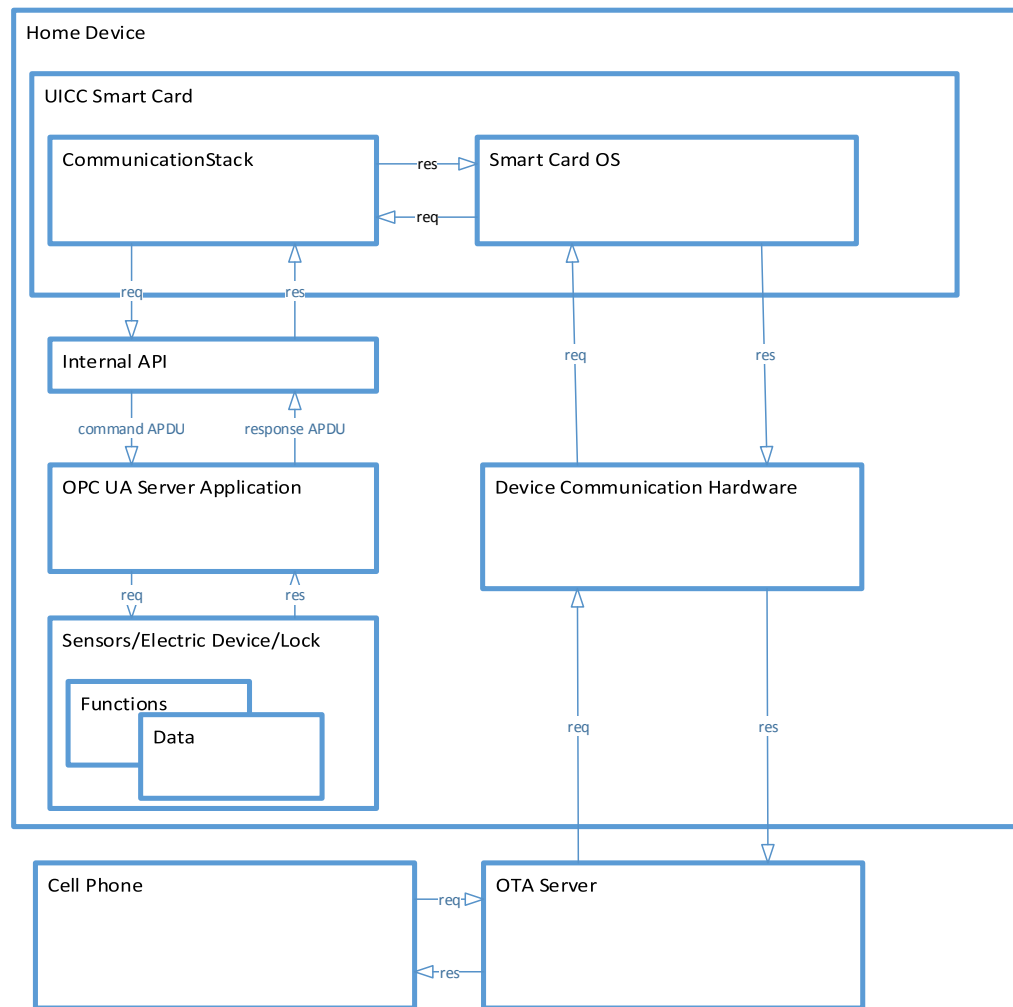 Home Device
UICC Smart Card
CommunicationStack
res
Smart Card OS
req
req
res
Internal API
req
res
command APDU
response APDU
OPC UA Server Application
Device Communication Hardware
req
res
Sensors/Electric Device/Lock
Functions
Data
req
res
Cell Phone
OTA Server
req
res